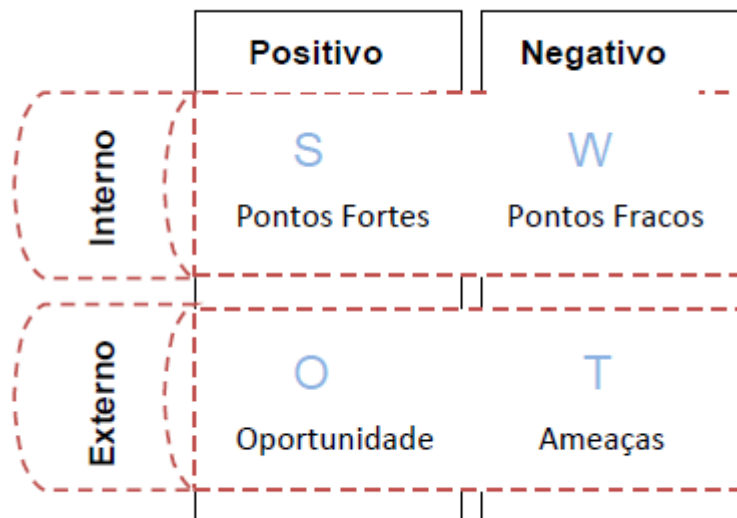 Positivo Negativo
Interno
S W
Pontos Fortes Pontos Fracos
Externo
O T
Oportunidade Ameaças